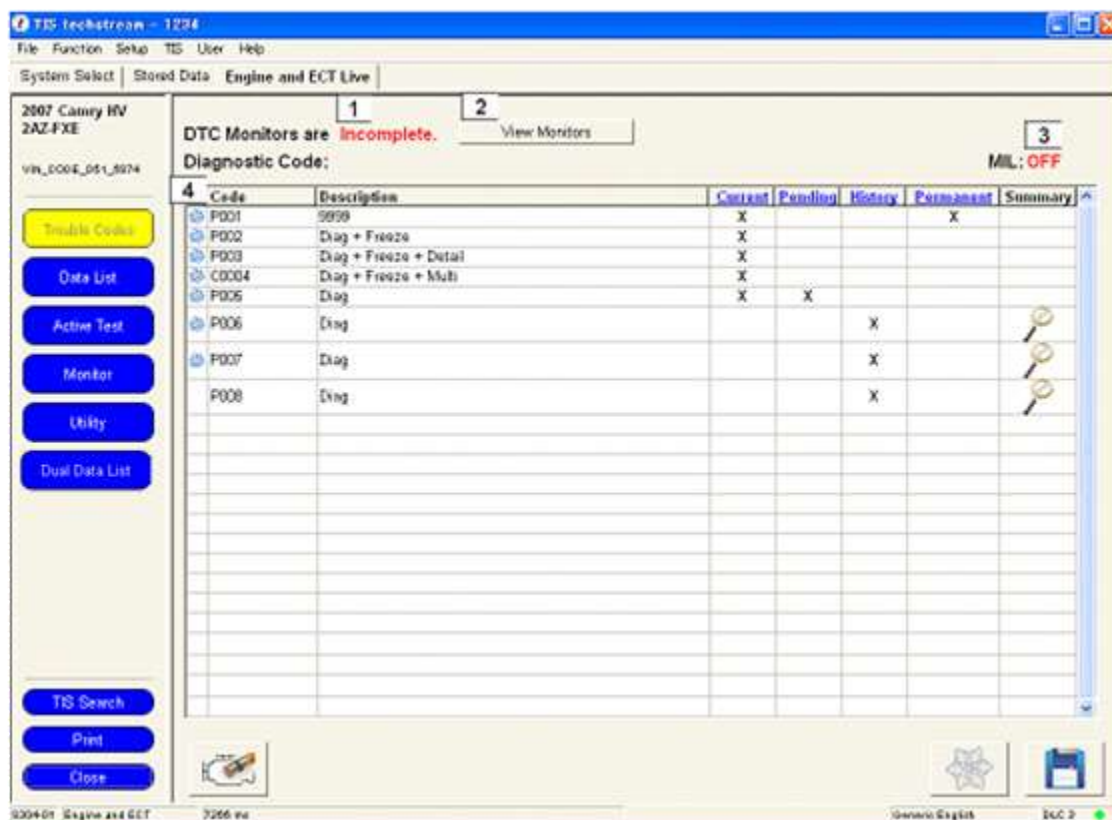 TIS techstream - 1234
File Function Setup TIS User Help
System Select Stored Data Engine and ECT Live
2007 Camry HV
2AZ-FXE
1
2
DTC Monitors are Incomplete. View Monitors
3
Diagnostic Code: MIL: OFF
4 Code Description Current Pending History Permanent Summary
P001 9999 X X
P002 Diag + Freeze X
P003 Diag + Freeze + Detail X
C0004 Diag + Freeze + Multi X
P005 Diag X X
P006 Diag X
P007 Diag X
P008 Diag X
Trouble Codes
Data List
Active Test
Monitor
Utility
Dual Data List
TIS Search
Print
Close
Engine and ECT Generic English DLC 3